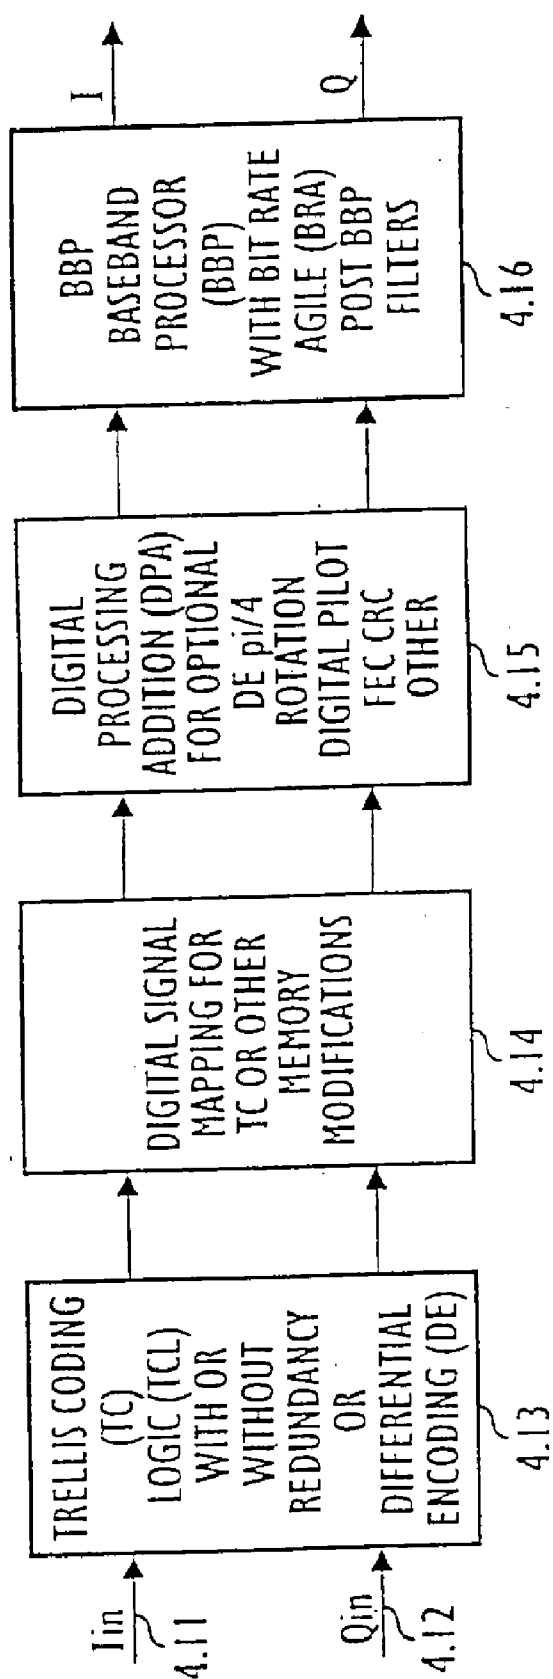 Iin
4.11
Qin
4.12
TRELLIS CODING
(TC)
LOGIC (TCL)
WITH OR
WITHOUT
REDUNDANCY
OR
DIFFERENTIAL
ENCODING (DE)
4.13
DIGITAL SIGNAL
MAPPING FOR
TC OR OTHER
MEMORY
MODIFICATIONS
4.14
DIGITAL
PROCESSING
ADDITION (DPA)
FOR OPTIONAL
DE pi/4
ROTATION
DIGITAL PILOT
FEC CRC
OTHER
4.15
BBP
BASEBAND
PROCESSOR
(BBP)
WITH BIT RATE
AGILE (BRA)
POST BBP
FILTERS
4.16
I
Q